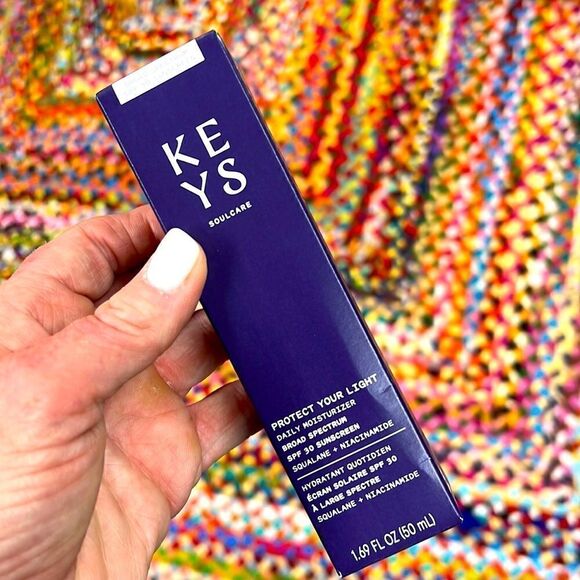 KE
YS
SOULCARE
PROTECT YOUR LIGHT
DAILY MOISTURIZER
BROAD SPECTRUM
SPF 30 SUNSCREEN
SQUALANE + NIACINAMIDE
HYDRATANT QUOTIDIEN
ÉCRAN SOLAIRE SPF 30
À LARGE SPECTRE
SQUALANE + NIACINAMIDE
1.69 FL OZ (50 mL)